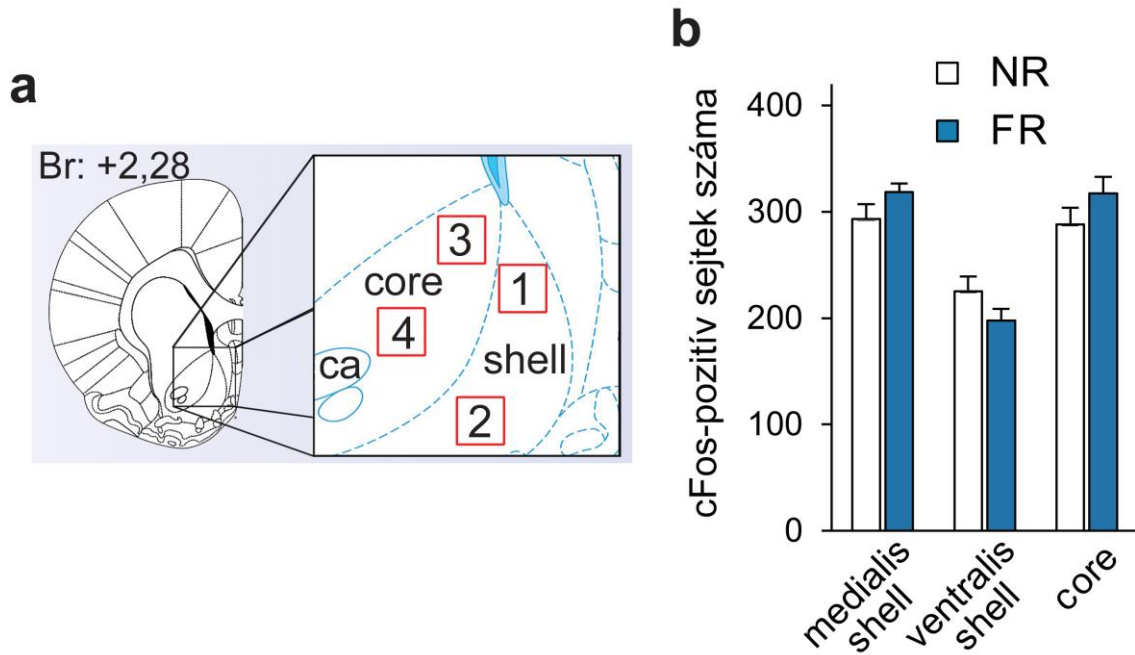 a
Br: +2,28
3
core
1
4
ca
shell
2
b
NR
FR
cFos-pozitív sejtek száma
400
300
200
100
0
medialis
shell
ventralis
shell
core